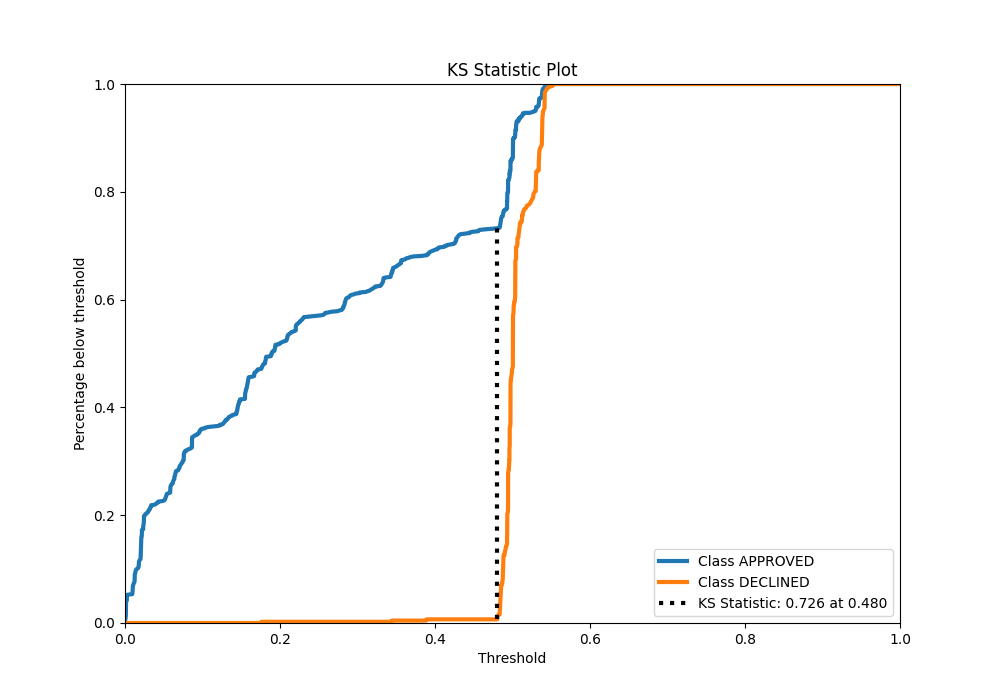 KS Statistic Plot
1.0
0.8
0.6
0.4
0.2
0.0
Percentage below threshold
0.0 0.2 0.4 0.6 0.8 1.0
Threshold
Class APPROVED
Class DECLINED
KS Statistic: 0.726 at 0.480